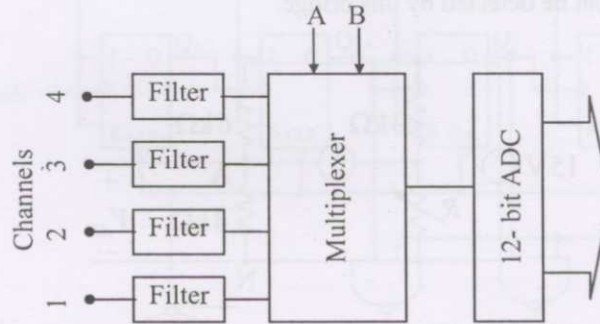 A B
4 Filter
3 Filter
2 Filter
1 Filter
Channels
Multiplexer
12- bit ADC